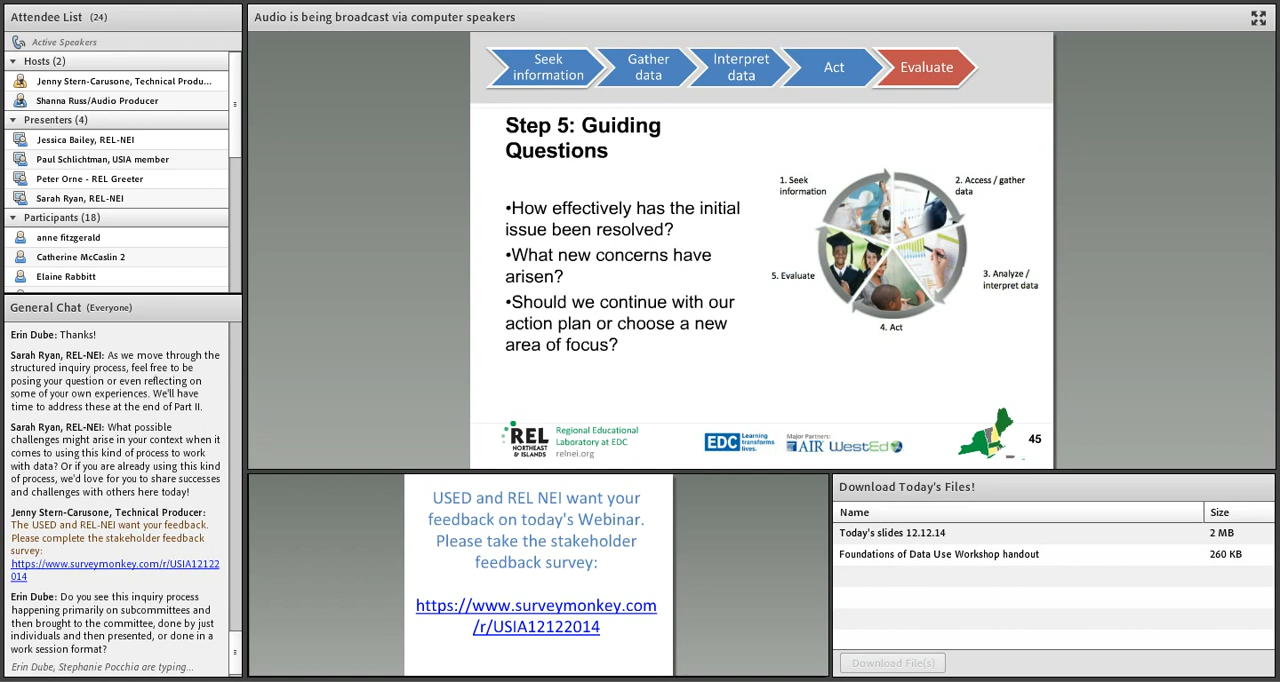 Attendee List (24)
Active Speakers
Hosts (2)
Jenny Stern-Carusone, Technical Produ...
Shanna Russ/Audio Producer
Presenters (4)
Jessica Bailey, REL-NEI
Paul Schlichtman, USIA member
Peter Orne - REL Greeter
Sarah Ryan, REL-NEI
Participants (18)
anne fitzgerald
Catherine McCaslin 2
Elaine Rabbitt
General Chat (Everyone)
Erin Dube: Thanks!
Sarah Ryan, REL-NEI: As we move through the
structured inquiry process, feel free to be
posing your question or even reflecting on
some of your own experiences. We'll have
time to address these at the end of Part II.
Sarah Ryan, REL-NEI: What possible
challenges might arise in your context when it
comes to using this kind of process to work
with data? Or if you are already using this kind
of process, we'd love for you to share successes
and challenges with others here today!
Jenny Stern-Carusone, Technical Producer:
The USED and REL-NEI want your feedback.
Please complete the stakeholder feedback
survey:
https://www.surveymonkey.com/r/USIA12122
014
Erin Dube: Do you see this inquiry process
happening primarily on subcommittees and
then brought to the committee, done by just
individuals and then presented, or done in a
work session format?
Erin Dube, Stephanie Pocchia are typing...
Audio is being broadcast via computer speakers
Seek
information
Gather
data
Interpret
data
Act
Evaluate
Step 5: Guiding
Questions
•How effectively has the initial
issue been resolved?
•What new concerns have
arisen?
•Should we continue with our
action plan or choose a new
area of focus?
1. Seek
information
2. Access / gather
data
3. Analyze /
interpret data
4. Act
5. Evaluate
REL
NORTHEAST
& ISLANDS
Regional Educational
Laboratory at EDC
relnei.org
EDC
Learning
transforms
lives.
Major Partners:
AIR WestEd
45
USED and REL NEI want your
feedback on today's Webinar.
Please take the stakeholder
feedback survey:
https://www.surveymonkey.com
/r/USIA12122014
Download Today's Files!
Name Size
Today's slides 12.12.14 2 MB
Foundations of Data Use Workshop handout 260 KB
Download File(s)